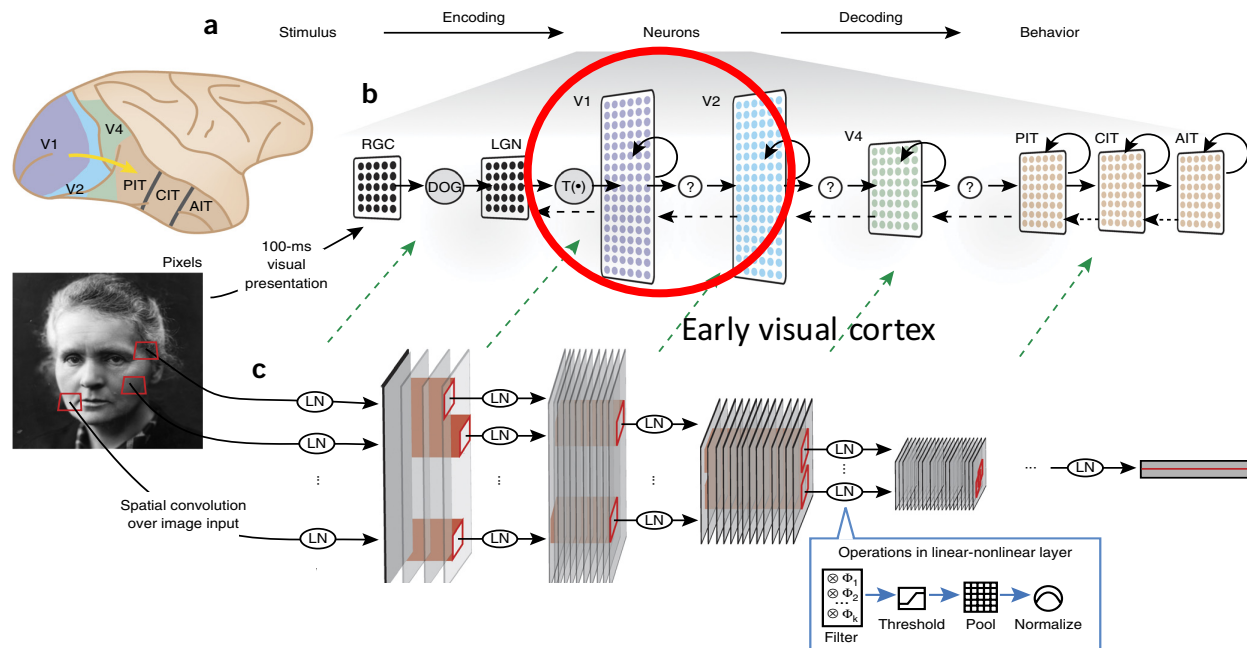 a
Stimulus
Encoding
Neurons
Decoding
Behavior
b
V1
V2
V4
RGC
LGN
PIT
CIT
AIT
DOG
T(•)
?
?
?
V1
V2
V4
PIT
CIT
AIT
100-ms
visual
presentation
Pixels
Early visual cortex
c
LN
LN
LN
LN
LN
LN
LN
LN
LN
LN
LN
...
...
...
...
...
Spatial convolution
over image input
Operations in linear-nonlinear layer
⊗ Φ1
⊗ Φ2
...
⊗ Φk
Filter
Threshold
Pool
Normalize